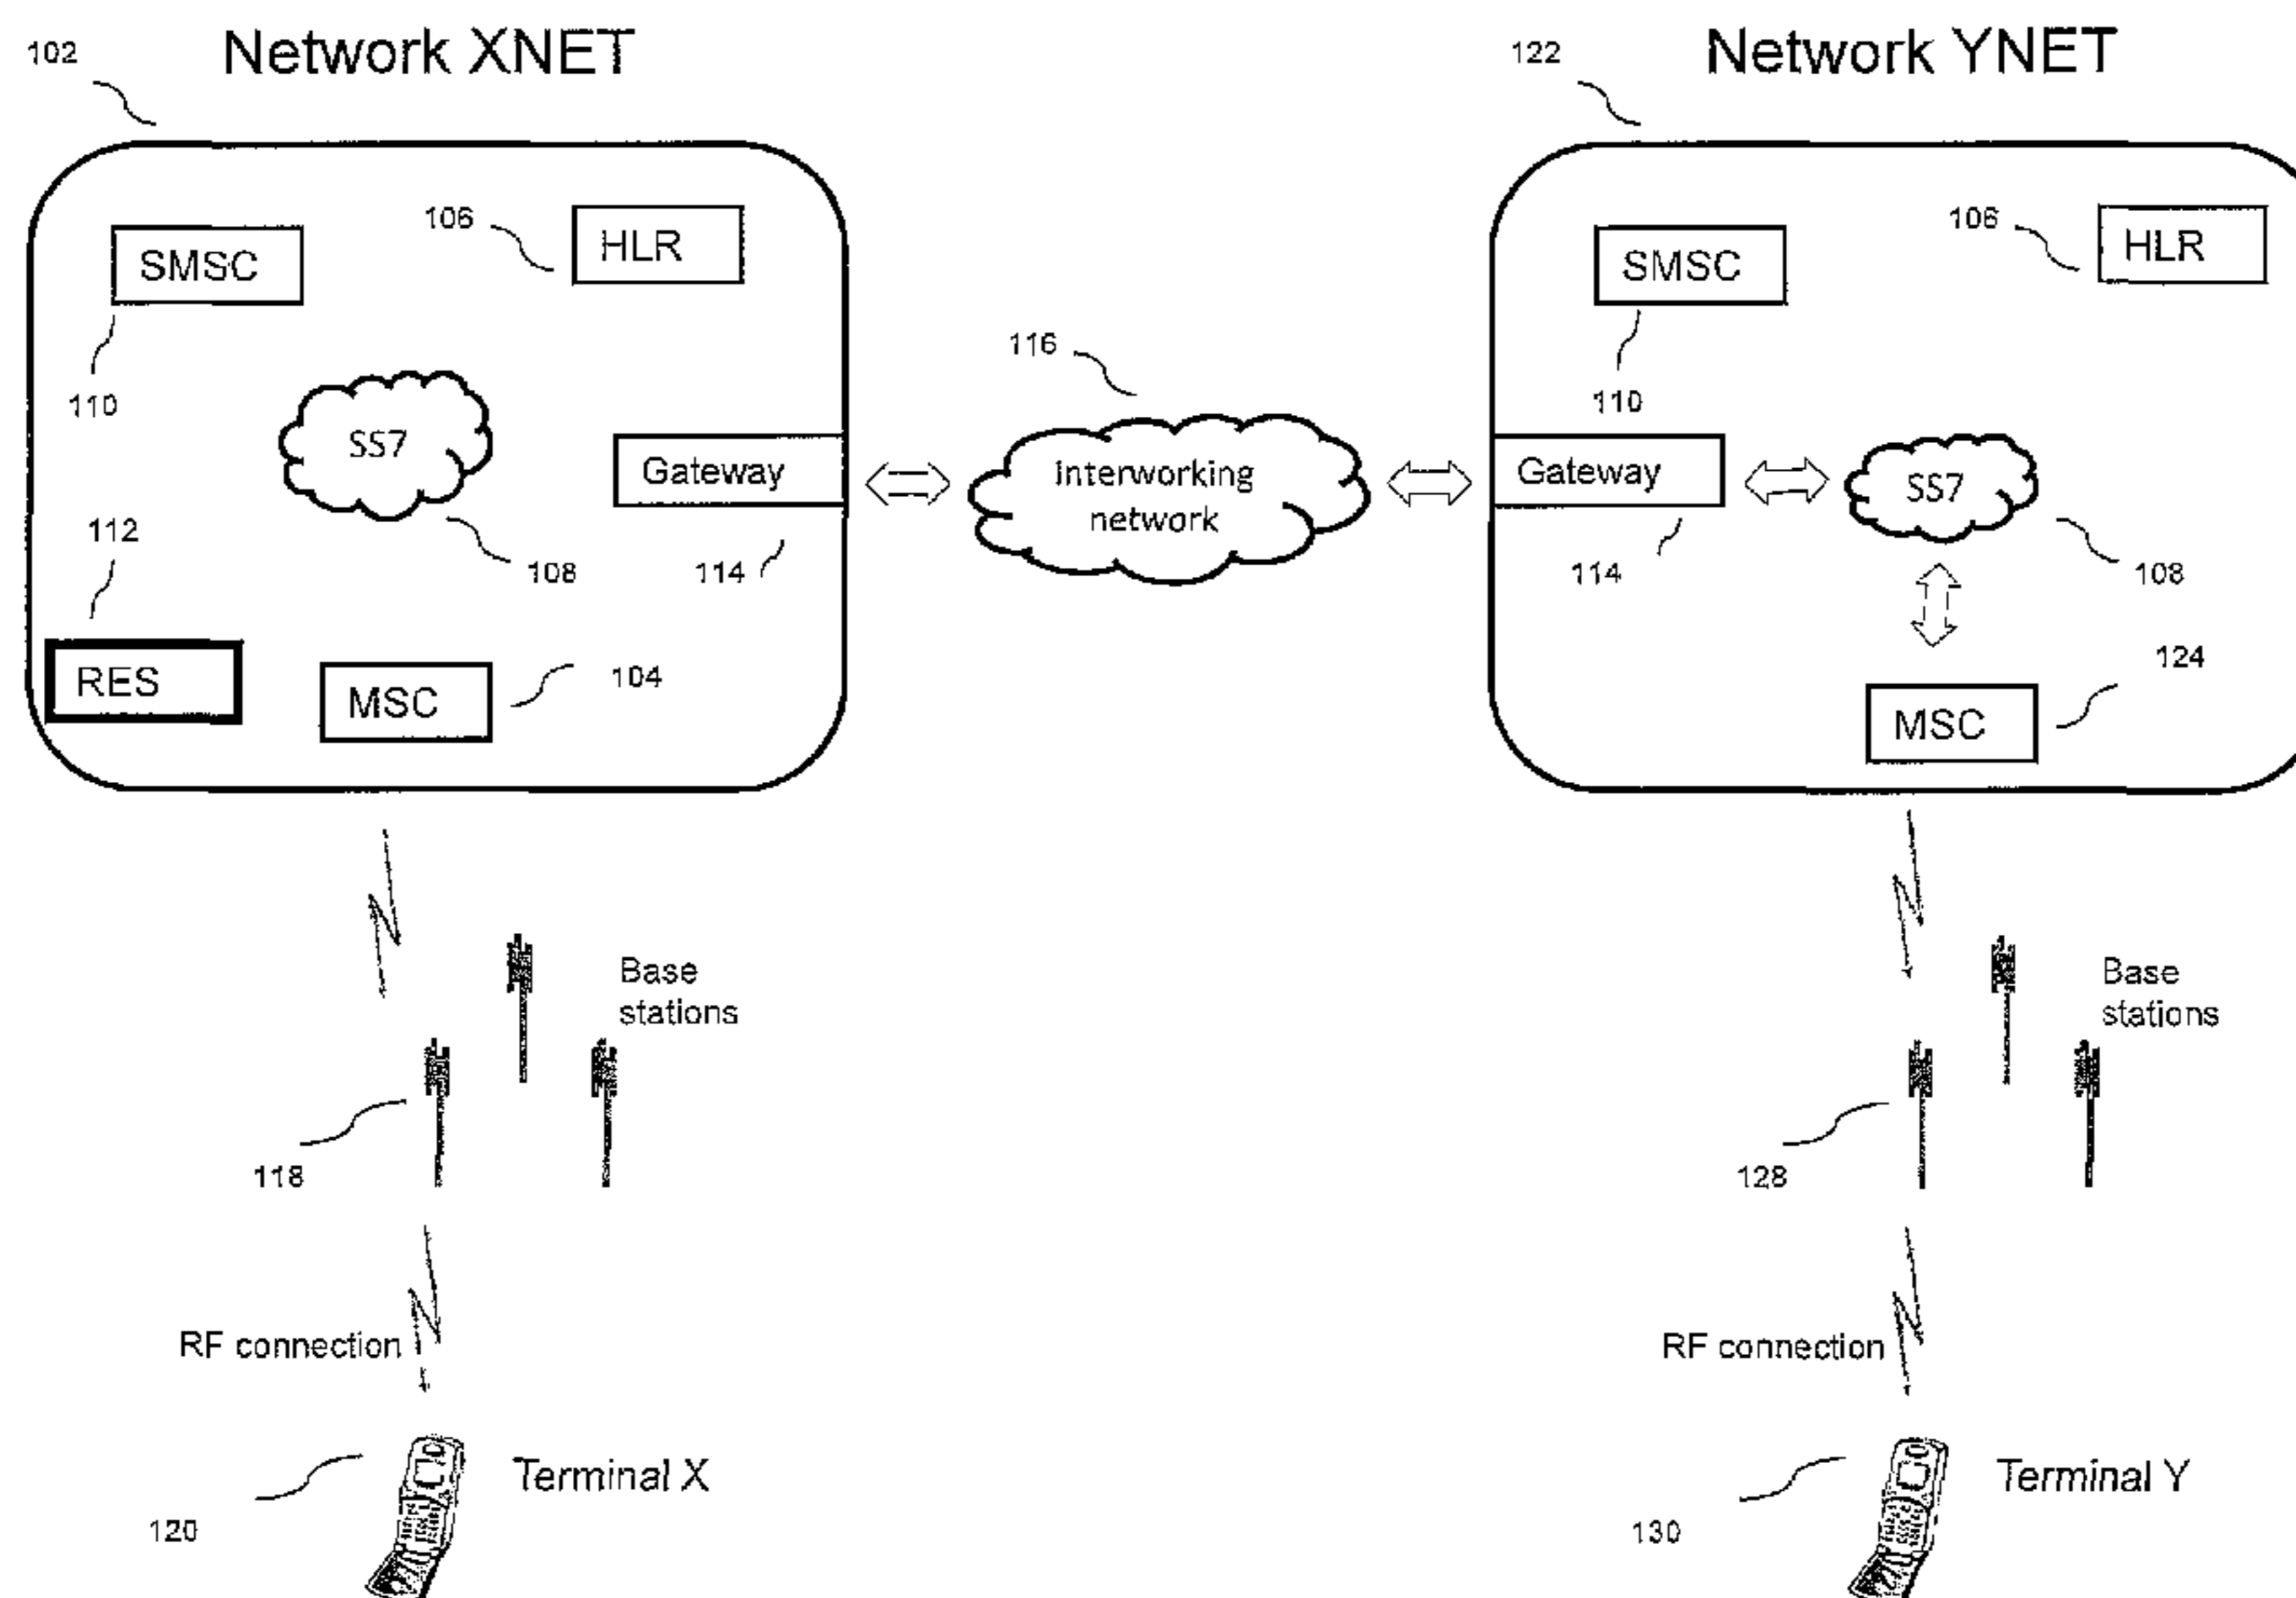 102
Network XNET
122
Network YNET
106
HLR
SMSC
110
SS7
108
Gateway
114
112
RES
MSC
104
116
Interworking
network
106
HLR
SMSC
110
Gateway
114
SS7
108
124
MSC
Base
stations
118
RF connection
Terminal X
120
Base
stations
128
RF connection
Terminal Y
130